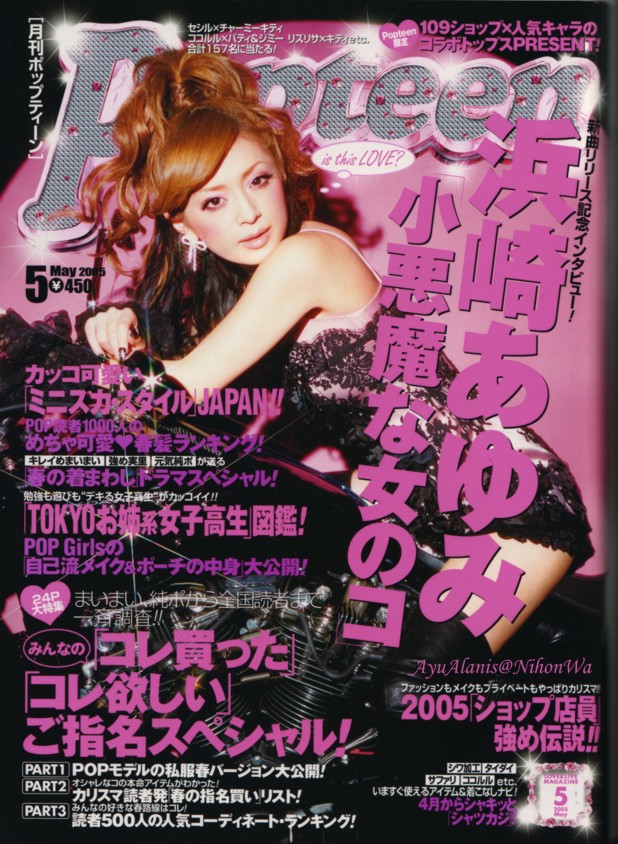 [月刊ポップティーン]
Popteen
セシル×チャーミーキティ
ココルル×パティ&ジミー リズリサ×キティetc.
合計157名に当たる!
Popteen
限定
109ショップ×人気キャラの
コラボトップスPRESENT!
is this LOVE?
新曲リリース記念インタビュー!
浜崎あゆみ
「小悪魔な女のコ」
5
May 2005
¥450
カッコ可愛い
「ミニスカ・スタイル」JAPAN!!
POP読者1000人の
めちゃ可愛♥春髪ランキング!
キレイめまいまい 強め実里 元気純ポ が送る
「春の着まわし」ドラマスペシャル!
勉強も遊びも“デキる女子高生”がカッコイイ!!
「TOKYOお姉系女子高生」図鑑!
POP Girlsの
「自己流メイク&ポーチの中身」大公開!
24P
大特集
まいまい、純ポから全国読者まで
一斉調査!!
みんなの「コレ買った」
「コレ欲しい」
ご指名スペシャル!
PART1 POPモデルの私服春バージョン大公開!
PART2 オシャレなコの本命アイテムがわかった!
カリスマ読者発「春の指名買い」リスト!
PART3 みんなの好きな春路線はコレ!
読者500人の人気コーディネート・ランキング!
AyuAlanis@NihonWa
ファッションもメイクもプライベートもやっぱりカリスマ!!
2005「ショップ店員」
強め伝説!!
シワ加工 タイダイ
サファリ ココルル etc.
いますぐ使えるアイテム&着こなしナビ!
4月からシャキッと
「シャツカジ」
MAGAZINE
5
2005
May